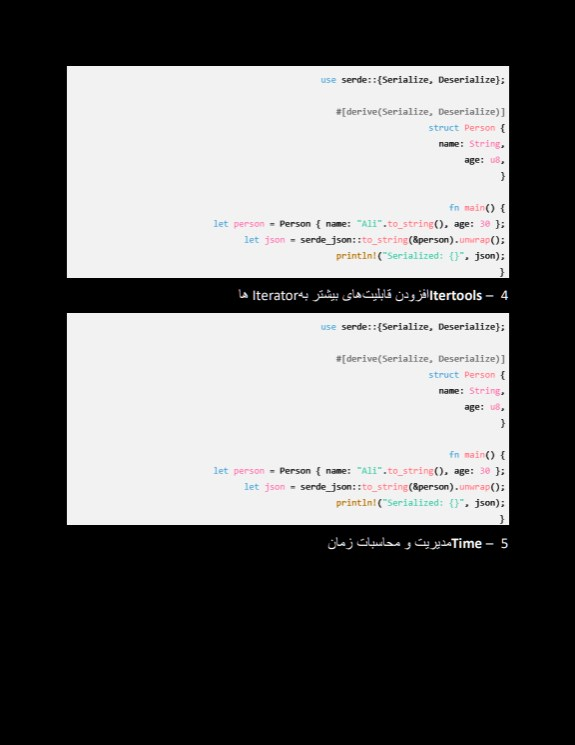 use serde::{Serialize, Deserialize};
#[derive(Serialize, Deserialize)]
struct Person {
name: String,
age: u8,
}
fn main() {
let person = Person { name: "Ali".to_string(), age: 30 };
let json = serde_json::to_string(&person).unwrap();
println!("Serialized: {}", json);
}
4 – Itertools افزودن قابلیت‌های بیشتر به Iterator ها
use serde::{Serialize, Deserialize};
#[derive(Serialize, Deserialize)]
struct Person {
name: String,
age: u8,
}
fn main() {
let person = Person { name: "Ali".to_string(), age: 30 };
let json = serde_json::to_string(&person).unwrap();
println!("Serialized: {}", json);
}
5 – Time مدیریت و محاسبات زمان